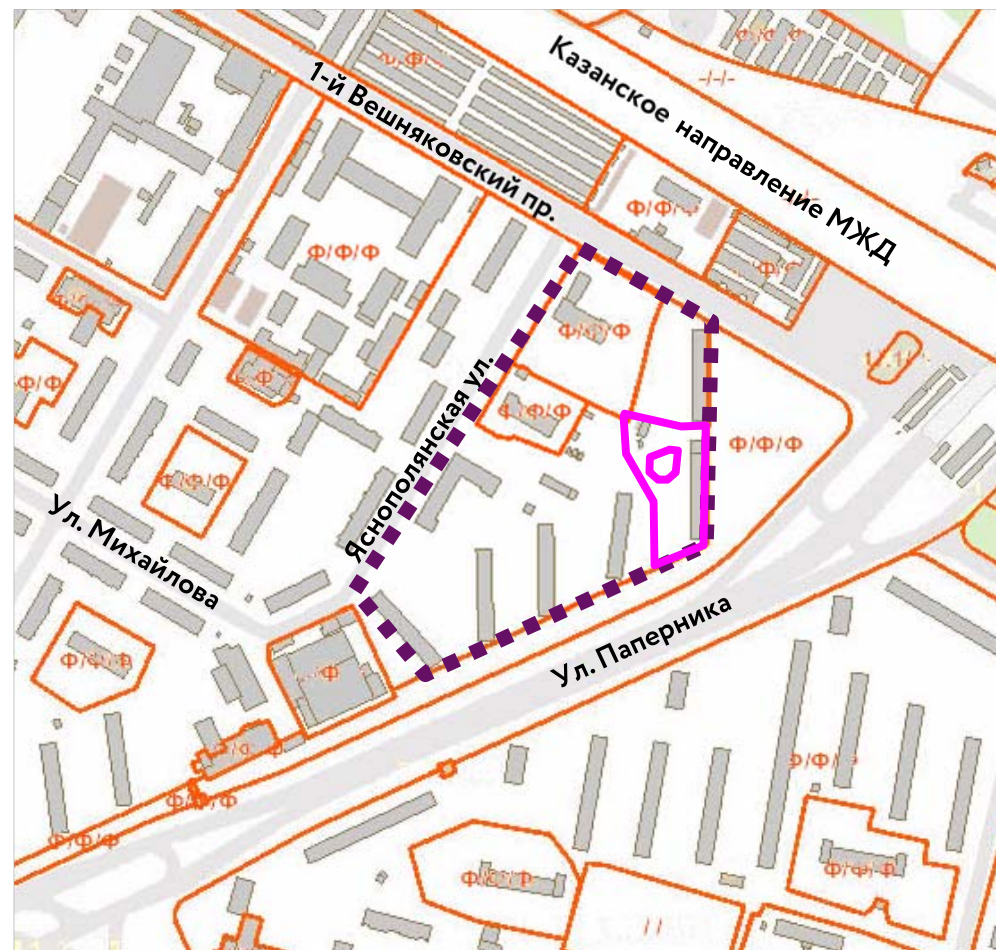 Казанское направление МЖД
-/-/-
1-й Вешняковский пр.
Ф/Ф/Ф
Ф/Ф/Ф
Ф/Ф/Ф
Ф/Ф
Ф/Ф/Ф
Ф/Ф/Ф
Ф/Ф/Ф
Яснополянская ул.
Ул. Михайлова
Ул. Паперника
Ф/Ф/Ф
Ф/Ф/Ф
Ф/Ф/Ф
Ф/Ф/Ф
Ф/Ф/Ф